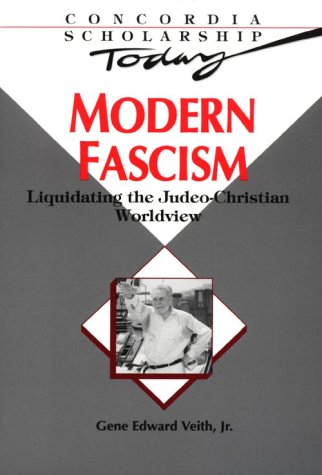 CONCORDIA
SCHOLARSHIP
Today
MODERN
FASCISM
Liquidating the Judeo-Christian
Worldview
Gene Edward Veith, Jr.